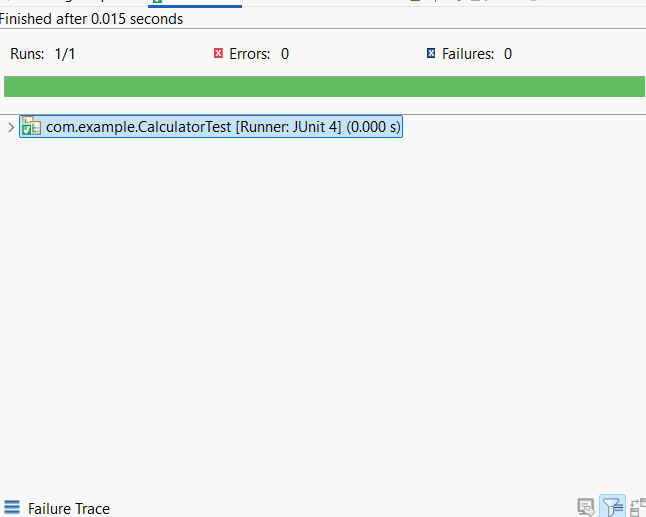 Finished after 0.015 seconds
Runs: 1/1 Errors: 0 Failures: 0
com.example.CalculatorTest [Runner: JUnit 4] (0.000 s)
Failure Trace